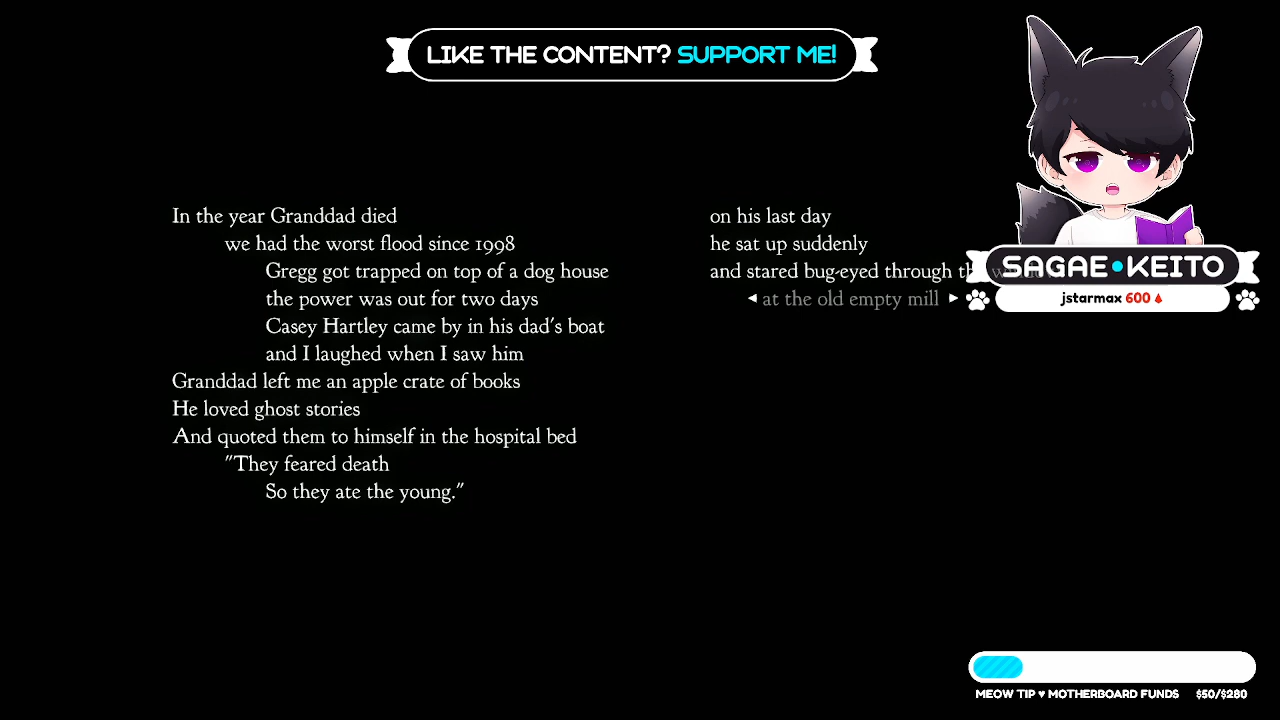 LIKE THE CONTENT? SUPPORT ME!
In the year Granddad died
we had the worst flood since 1998
Gregg got trapped on top of a dog house
the power was out for two days
Casey Hartley came by in his dad's boat
and I laughed when I saw him
Granddad left me an apple crate of books
He loved ghost stories
And quoted them to himself in the hospital bed
"They feared death
So they ate the young."
on his last day
he sat up suddenly
and stared bug-eyed through
at the old empty mill
SAGAE•KEITO
jstarmax 600
MEOW TIP ♥ MOTHERBOARD FUNDS $50/$280